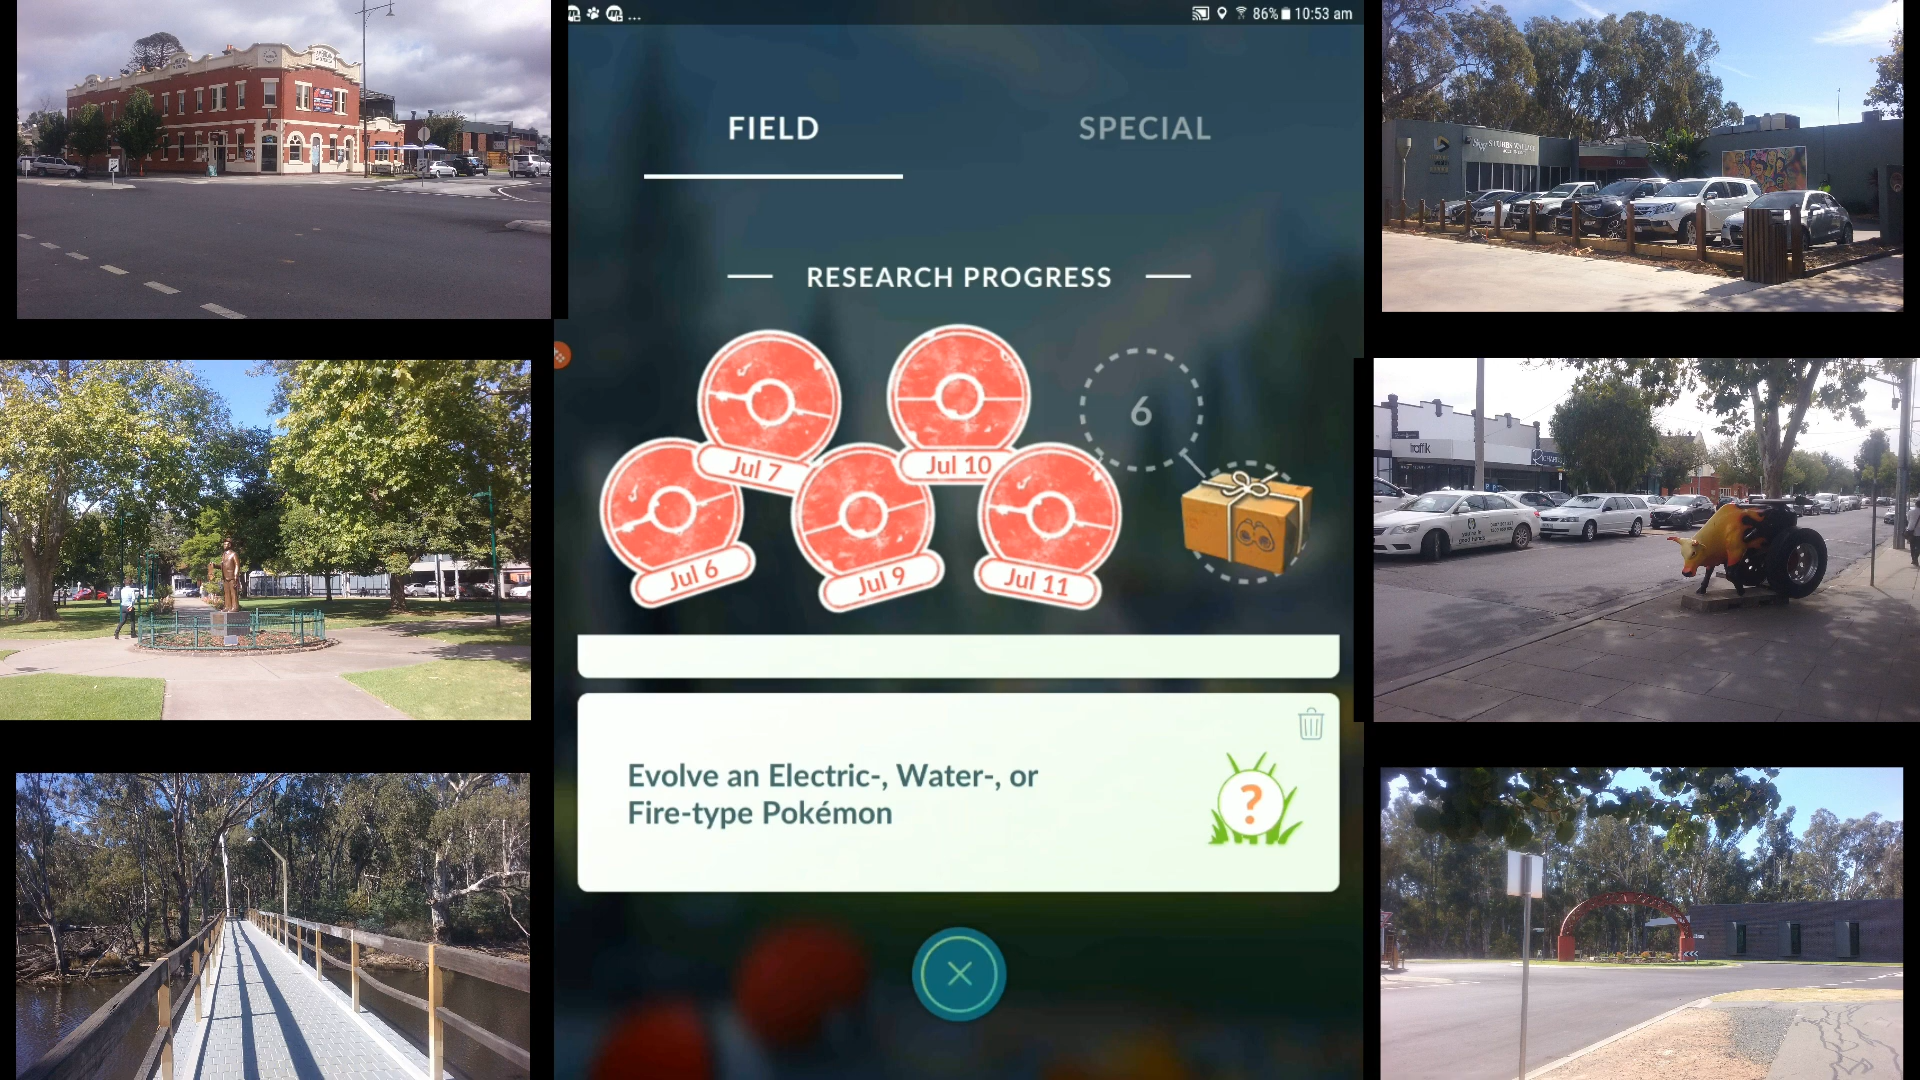 86% 10:53 am
FIELD
SPECIAL
RESEARCH PROGRESS
6
Jul 7
Jul 10
Jul 6
Jul 9
Jul 11
Evolve an Electric-, Water-, or
Fire-type Pokémon
?
traffik